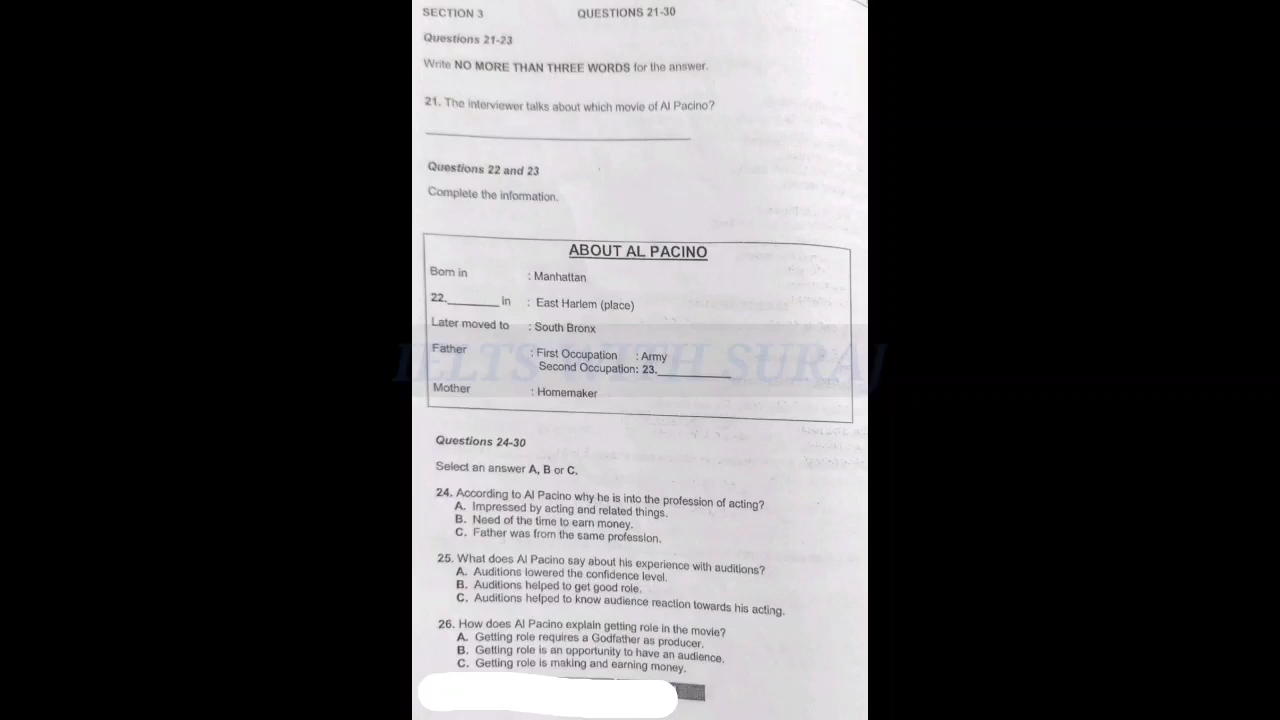 SECTION 3 QUESTIONS 21-30
Questions 21-23
Write NO MORE THAN THREE WORDS for the answer.
21. The interviewer talks about which movie of Al Pacino?
Questions 22 and 23
Complete the information.
ABOUT AL PACINO
Born in : Manhattan
22.________ in : East Harlem (place)
Later moved to : South Bronx
Father : First Occupation : Army
Second Occupation: 23.___________
Mother : Homemaker
IELTS WITH SURAJ
Questions 24-30
Select an answer A, B or C.
24. According to Al Pacino why he is into the profession of acting?
A. Impressed by acting and related things.
B. Need of the time to earn money.
C. Father was from the same profession.
25. What does Al Pacino say about his experience with auditions?
A. Auditions lowered the confidence level.
B. Auditions helped to get good role.
C. Auditions helped to know audience reaction towards his acting.
26. How does Al Pacino explain getting role in the movie?
A. Getting role requires a Godfather as producer.
B. Getting role is an opportunity to have an audience.
C. Getting role is making and earning money.